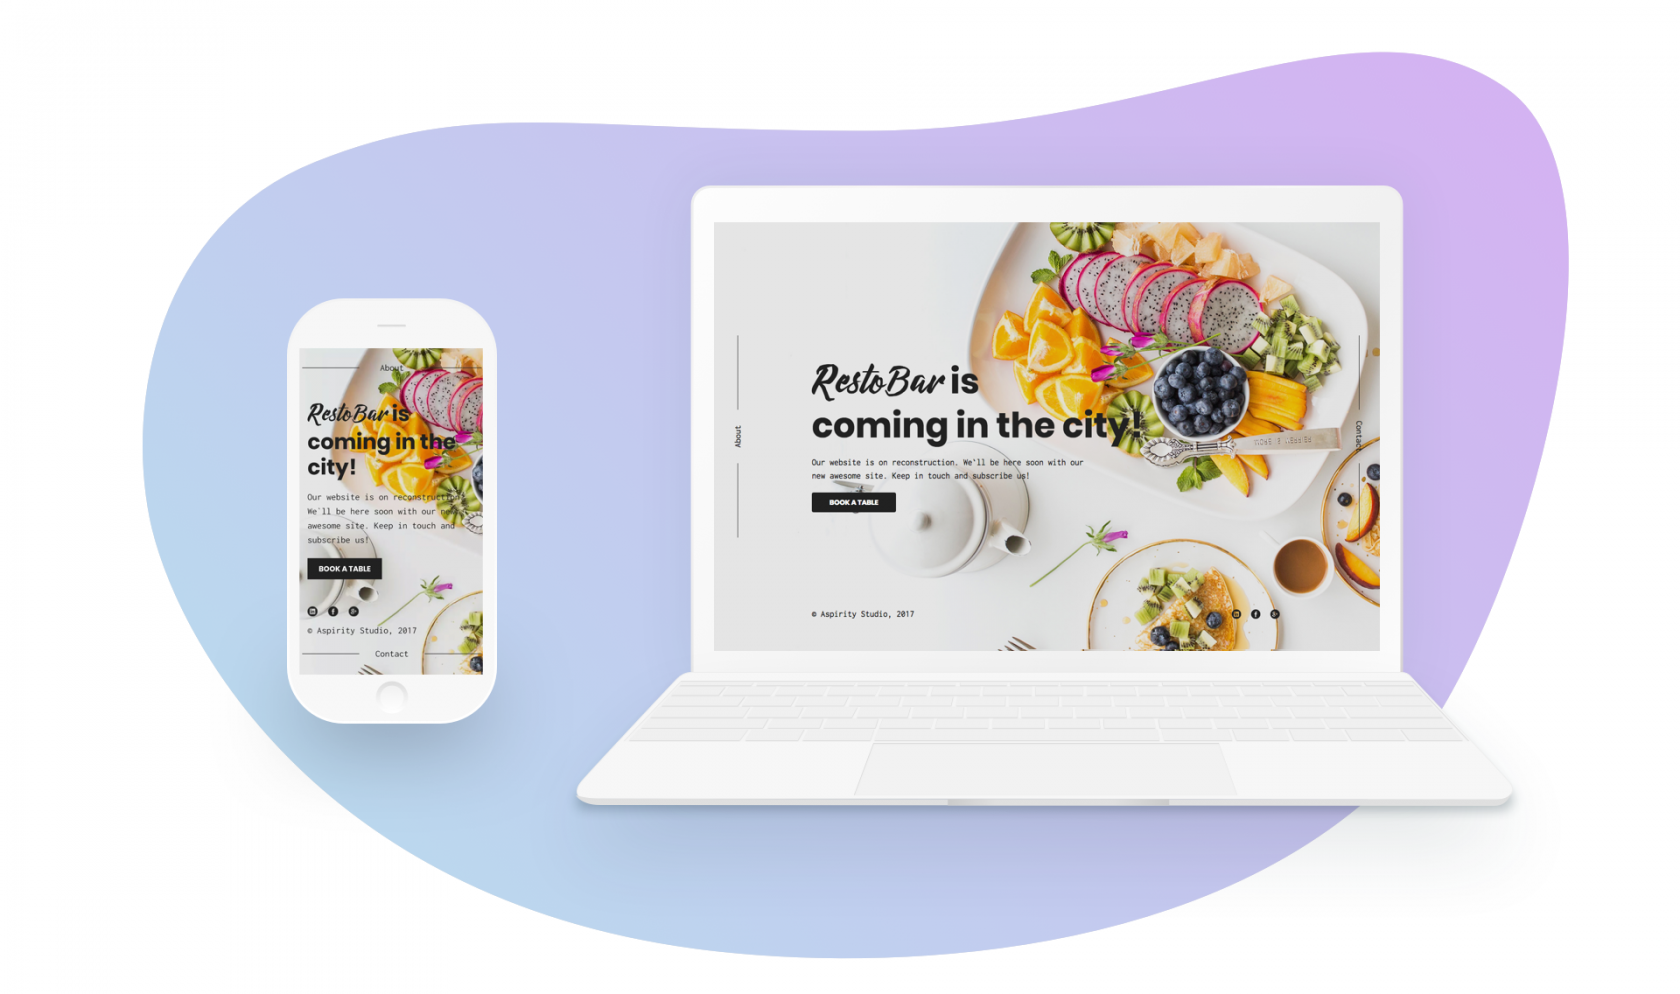 About
RestoBar is
coming in the
city!
Our website is on reconstruction.
We'll be here soon with our new
awesome site. Keep in touch and
subscribe us!
BOOK A TABLE
© Aspirity Studio, 2017
Contact
About
RestoBar is
coming in the city!
Our website is on reconstruction. We'll be here soon with our
new awesome site. Keep in touch and subscribe us!
BOOK A TABLE
© Aspirity Studio, 2017
Contact